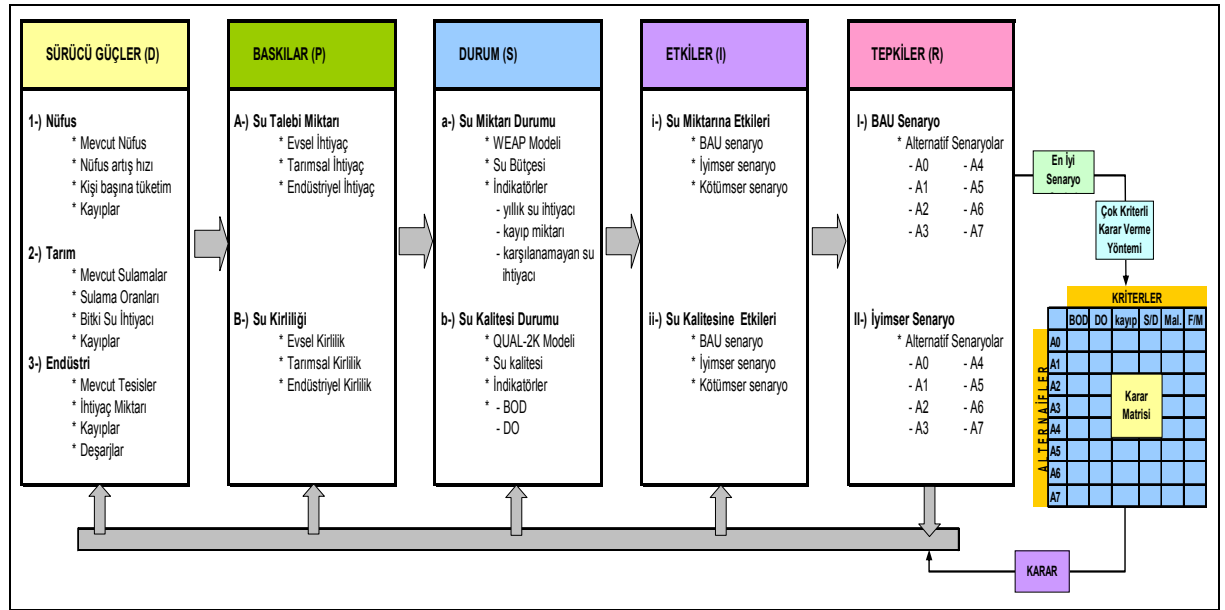 SÜRÜCÜ GÜÇLER (D)
1-) Nüfus
* Mevcut Nüfus
* Nüfus artış hızı
* Kişi başına tüketim
* Kayıplar
2-) Tarım
* Mevcut Sulamalar
* Sulama Oranları
* Bitki Su İhtiyacı
* Kayıplar
3-) Endüstri
* Mevcut Tesisler
* İhtiyaç Miktarı
* Kayıplar
* Deşarjlar
BASKILAR (P)
A-) Su Talebi Miktarı
* Evsel İhtiyaç
* Tarımsal İhtiyaç
* Endüstriyel İhtiyaç
B-) Su Kirliliği
* Evsel Kirlilik
* Tarımsal Kirlilik
* Endüstriyel Kirlilik
DURUM (S)
a-) Su Miktarı Durumu
* WEAP Modeli
* Su Bütçesi
* İndikatörler
- yıllık su ihtiyacı
- kayıp miktarı
- karşılanamayan su
ihtiyacı
b-) Su Kalitesi Durumu
* QUAL-2K Modeli
* Su kalitesi
* İndikatörler
* - BOD
- DO
ETKİLER (I)
i-) Su Miktarına Etkileri
* BAU senaryo
* İyimser senaryo
* Kötümser senaryo
ii-) Su Kalitesine Etkileri
* BAU senaryo
* İyimser senaryo
* Kötümser senaryo
TEPKİLER (R)
I-) BAU Senaryo
* Alternatif Senaryolar
- A0 - A4
- A1 - A5
- A2 - A6
- A3 - A7
II-) İyimser Senaryo
* Alternatif Senaryolar
- A0 - A4
- A1 - A5
- A2 - A6
- A3 - A7
En İyi
Senaryo
Çok Kriterli
Karar Verme
Yöntemi
KRİTERLER
BOD DO kayıp S/D Mal. F/M
ALTERNAİFLER
A0
A1
A2
A3
A4
A5
A6
A7
Karar
Matrisi
KARAR